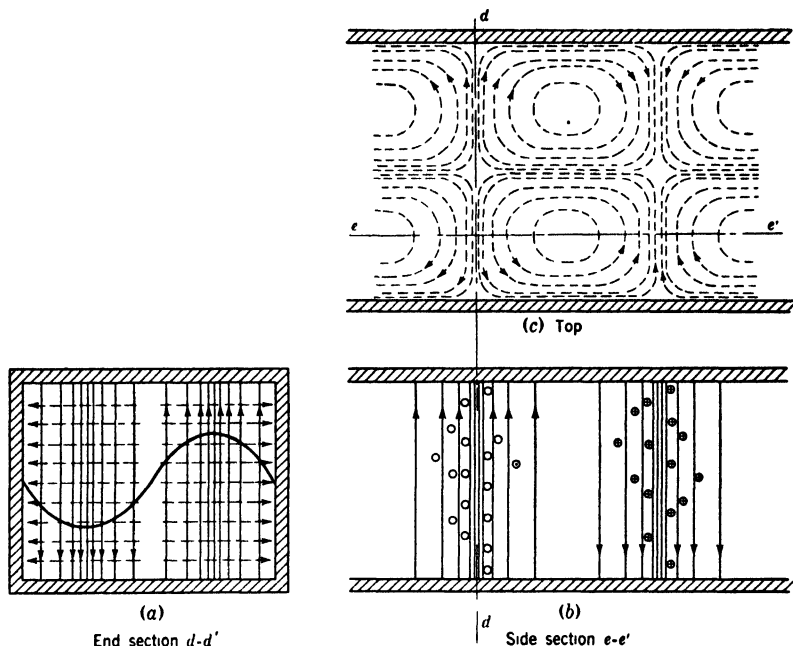 d
e
e'
(c) Top
(a)
End section d-d'
d
(b)
Side section e-e'